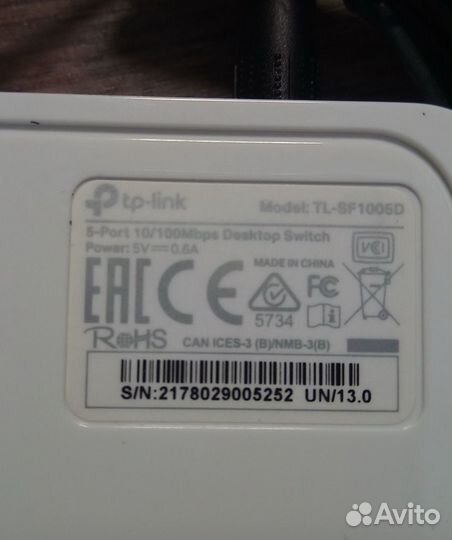 tp-link Model: TL-SF1005D
5-Port 10/100Mbps Desktop Switch
Power: 5V⎓0.6A
MADE IN CHINA
EAC CE FC
5734
RoHS CAN ICES-3 (B)/NMB-3(B)
S/N:2178029005252 UN/13.0
Avito